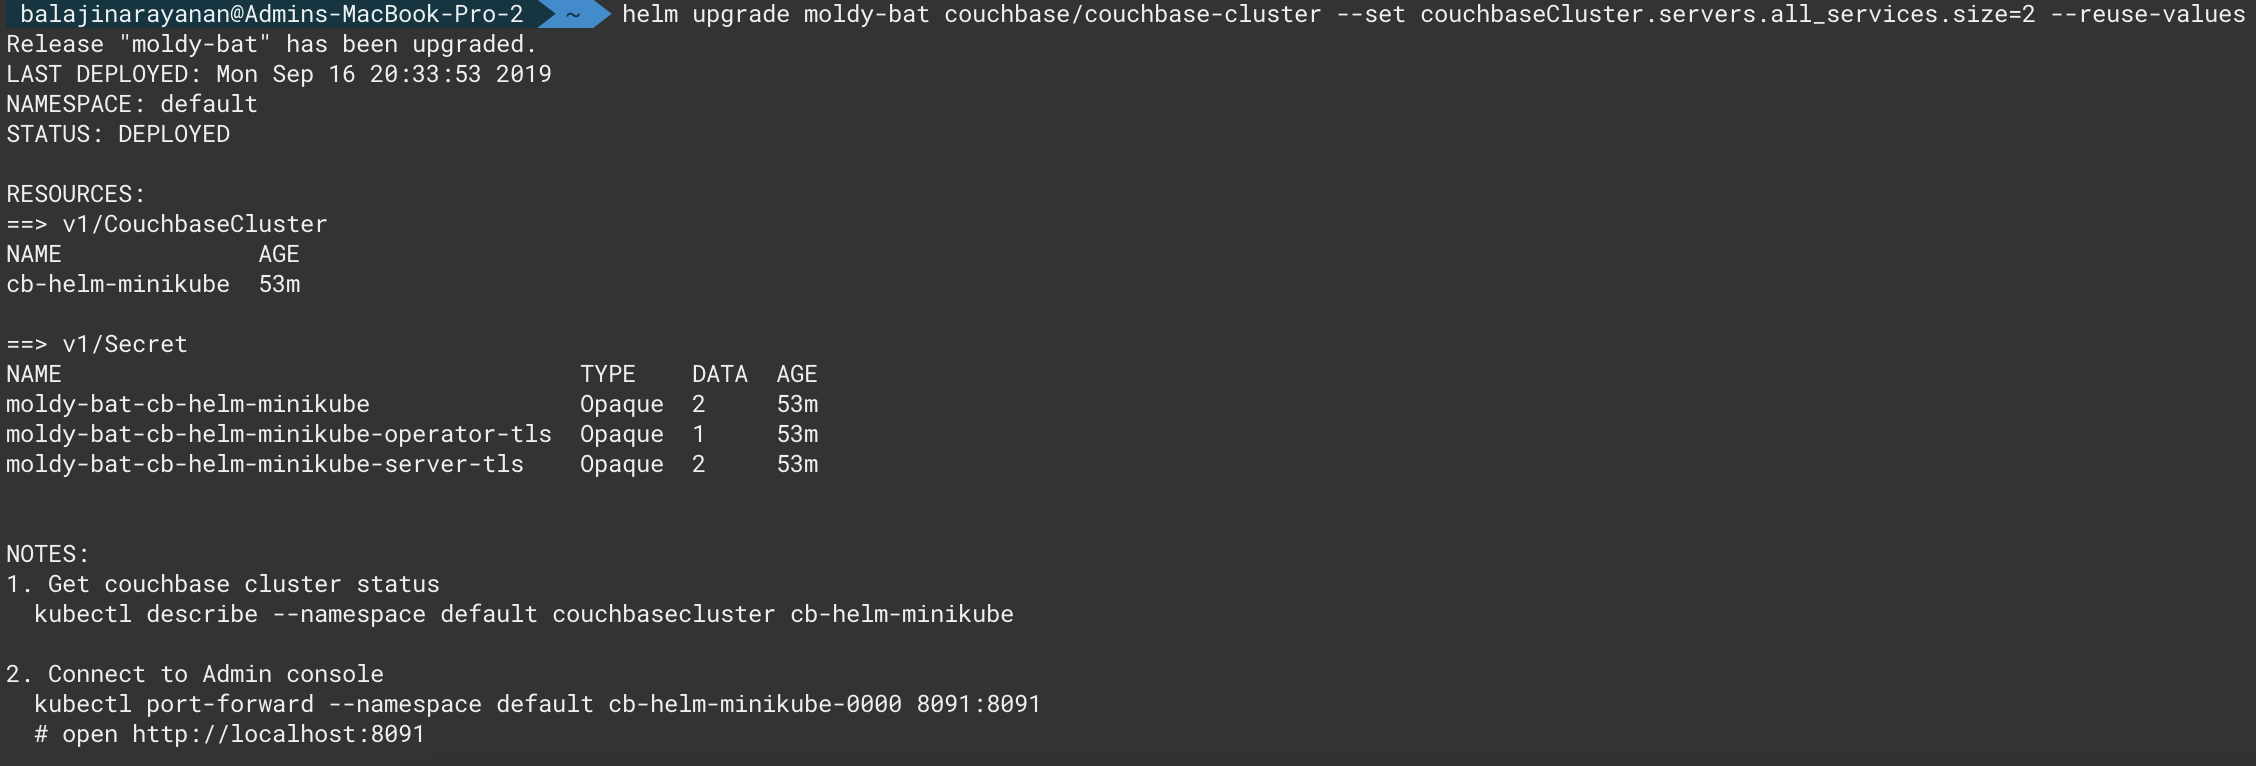 balajinarayanan@Admins-MacBook-Pro-2 ~ helm upgrade moldy-bat couchbase/couchbase-cluster --set couchbaseCluster.servers.all_services.size=2 --reuse-values
Release "moldy-bat" has been upgraded.
LAST DEPLOYED: Mon Sep 16 20:33:53 2019
NAMESPACE: default
STATUS: DEPLOYED

RESOURCES:
==> v1/CouchbaseCluster
NAME              AGE
cb-helm-minikube  53m

==> v1/Secret
NAME                                     TYPE    DATA  AGE
moldy-bat-cb-helm-minikube               Opaque  2     53m
moldy-bat-cb-helm-minikube-operator-tls  Opaque  1     53m
moldy-bat-cb-helm-minikube-server-tls    Opaque  2     53m

NOTES:
1. Get couchbase cluster status
  kubectl describe --namespace default couchbasecluster cb-helm-minikube

2. Connect to Admin console
  kubectl port-forward --namespace default cb-helm-minikube-0000 8091:8091
  # open http://localhost:8091